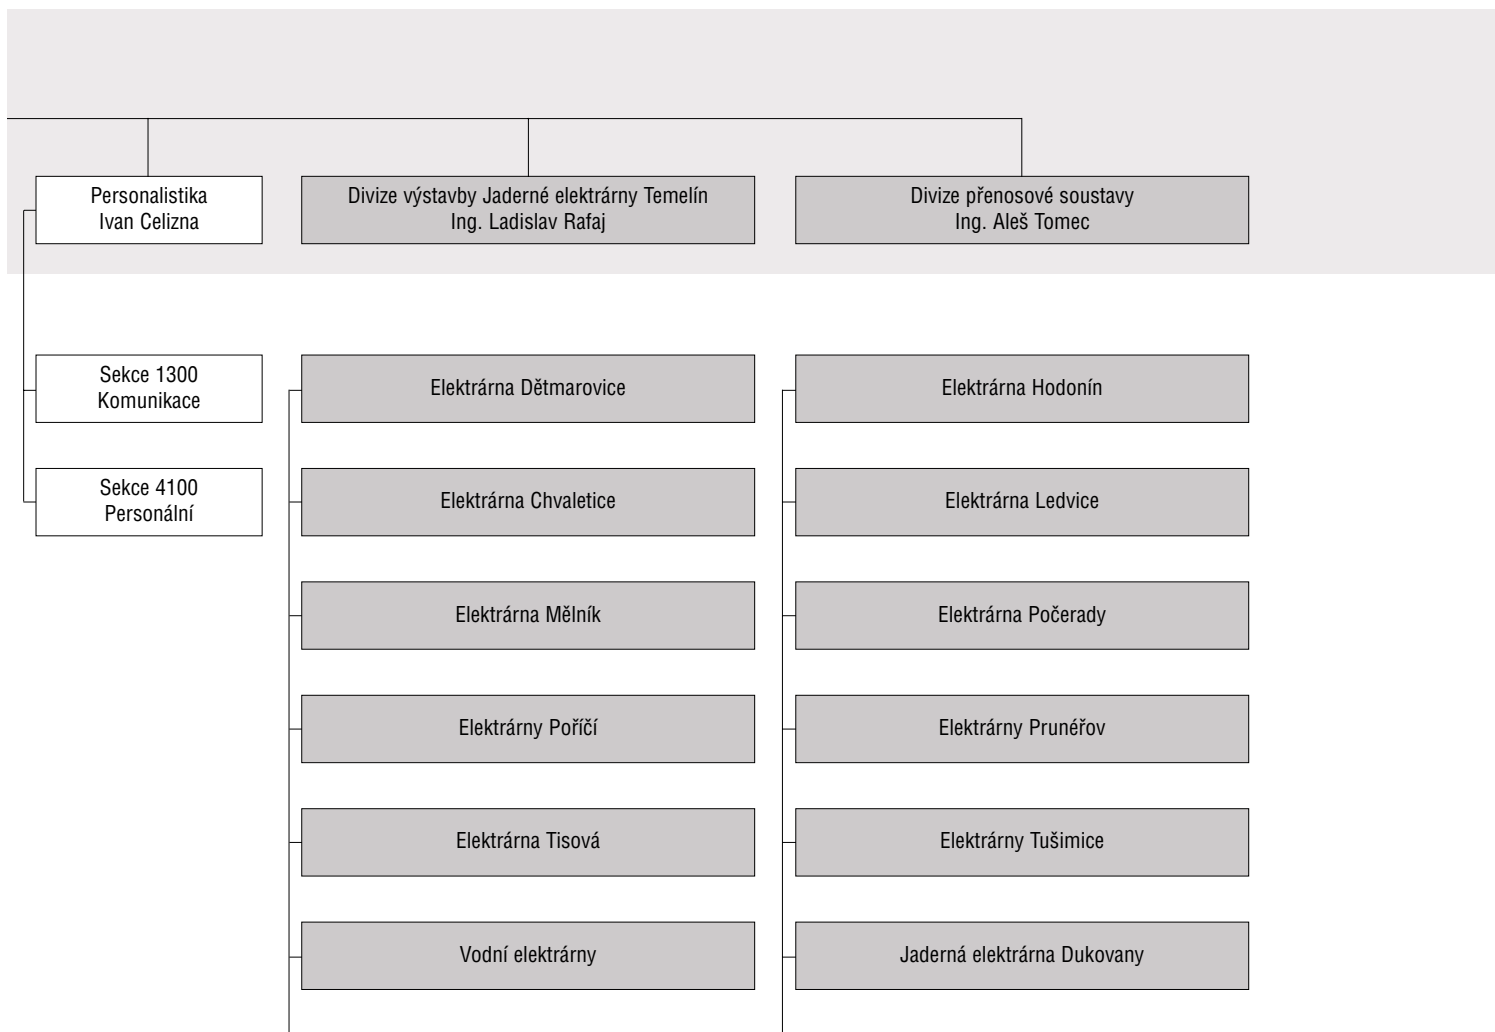 Personalistika
Ivan Celizna
Divize výstavby Jaderné elektrárny Temelín
Ing. Ladislav Rafaj
Divize přenosové soustavy
Ing. Aleš Tomec
Sekce 1300
Komunikace
Elektrárna Dětmarovice
Elektrárna Hodonín
Sekce 4100
Personální
Elektrárna Chvaletice
Elektrárna Ledvice
Elektrárna Mělník
Elektrárna Počerady
Elektrárny Poříčí
Elektrárny Prunéřov
Elektrárna Tisová
Elektrárny Tušimice
Vodní elektrárny
Jaderná elektrárna Dukovany